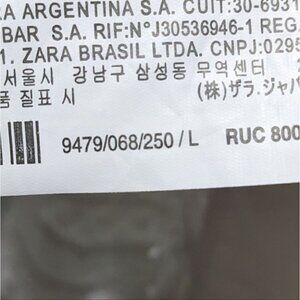 RA ARGENTINA S.A. CUIT:30-6931
BAR S.A. RIF:N°J30536946-1 REG
1. ZARA BRASIL LTDA. CNPJ:0295
서울시 강남구 삼성동 무역센터
품 질표 시 (株)ザラ.ジャパ
9479/068/250/L RUC 800